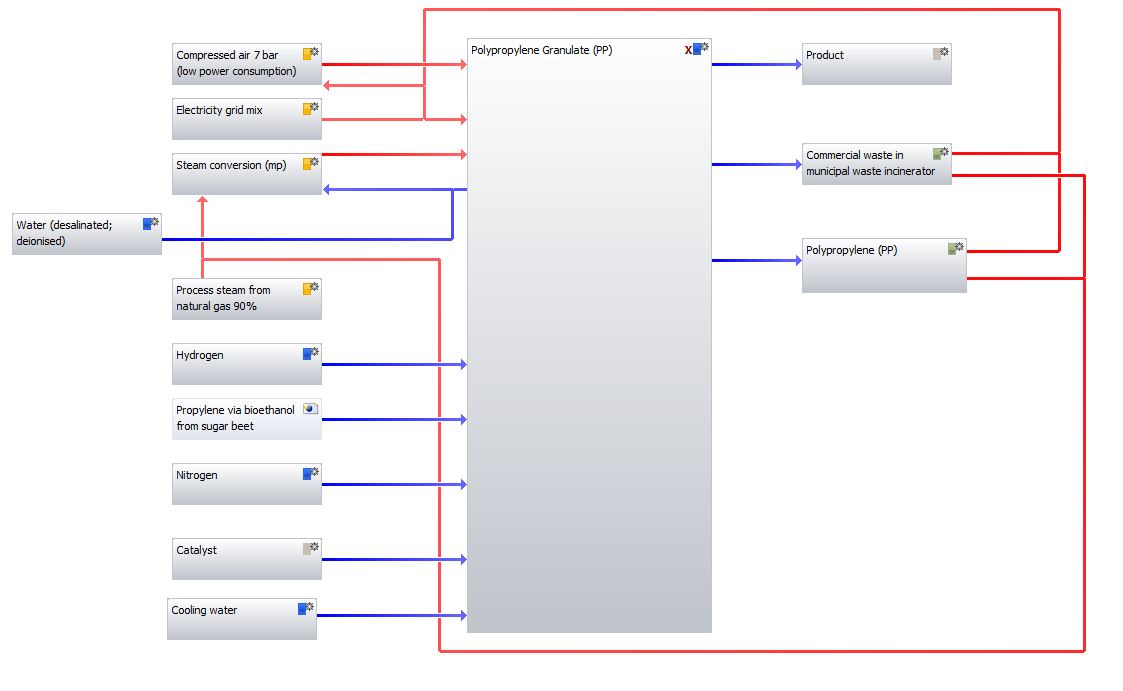 Compressed air 7 bar
(low power consumption)
Electricity grid mix
Steam conversion (mp)
Water (desalinated;
deionised)
Process steam from
natural gas 90%
Hydrogen
Propylene via bioethanol
from sugar beet
Nitrogen
Catalyst
Cooling water
Polypropylene Granulate (PP)
X
Product
Commercial waste in
municipal waste incinerator
Polypropylene (PP)